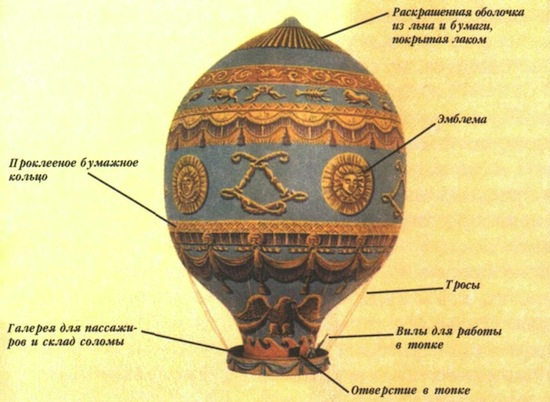 Раскрашенная оболочка
из льна и бумаги,
покрытая лаком
Эмблема
Проклееное бумажное
кольцо
Тросы
Галерея для пассажи-
ров и склад соломы
Вилы для работы
в топке
Отверстие в топке